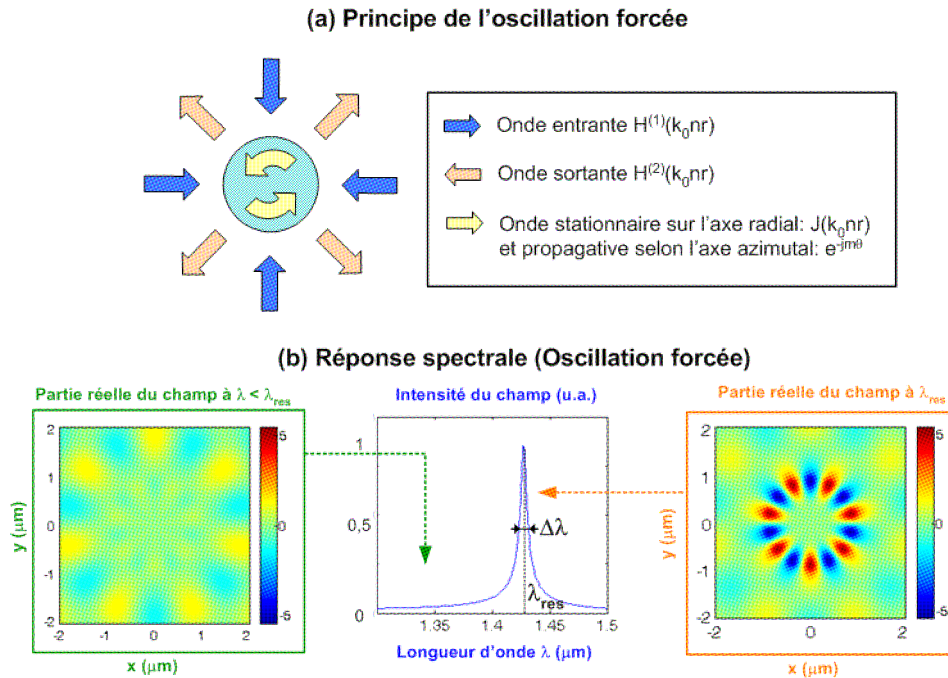 (a) Principe de l'oscillation forcée
Onde entrante H⁽¹⁾(k₀nr)
Onde sortante H⁽²⁾(k₀nr)
Onde stationnaire sur l'axe radial: J(k₀nr)
et propagative selon l'axe azimutal: e⁻ʲᵐᶿ
(b) Réponse spectrale (Oscillation forcée)
Partie réelle du champ à λ < λres
Intensité du champ (u.a.)
Partie réelle du champ à λres
2
1
0
-1
-2
y (μm)
-2
-1
0
1
2
x (μm)
5
0
-5
1
0,5
0
Δλ
λres
1.35
1.4
1.45
1.5
Longueur d'onde λ (μm)
2
1
0
-1
-2
y (μm)
-2
0
2
x (μm)
5
0
-5